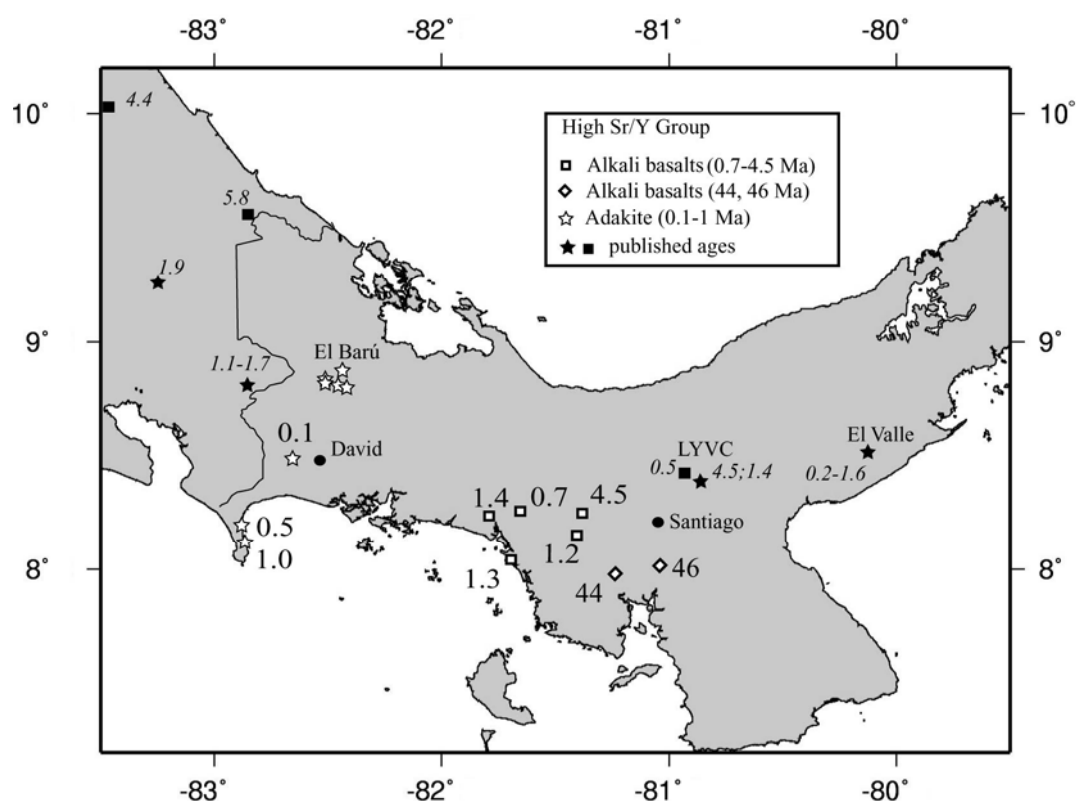 -83° -82° -81° -80°
10° 10°
4.4
High Sr/Y Group
Alkali basalts (0.7-4.5 Ma)
Alkali basalts (44, 46 Ma)
Adakite (0.1-1 Ma)
published ages
5.8
1.9
9° 9°
El Barú
1.1-1.7
0.1
David
LYVC
El Valle
0.5
4.5;1.4
0.2-1.6
1.4 0.7 4.5
Santiago
0.5
1.2
1.0
8° 8°
1.3
44
46
-83° -82° -81° -80°